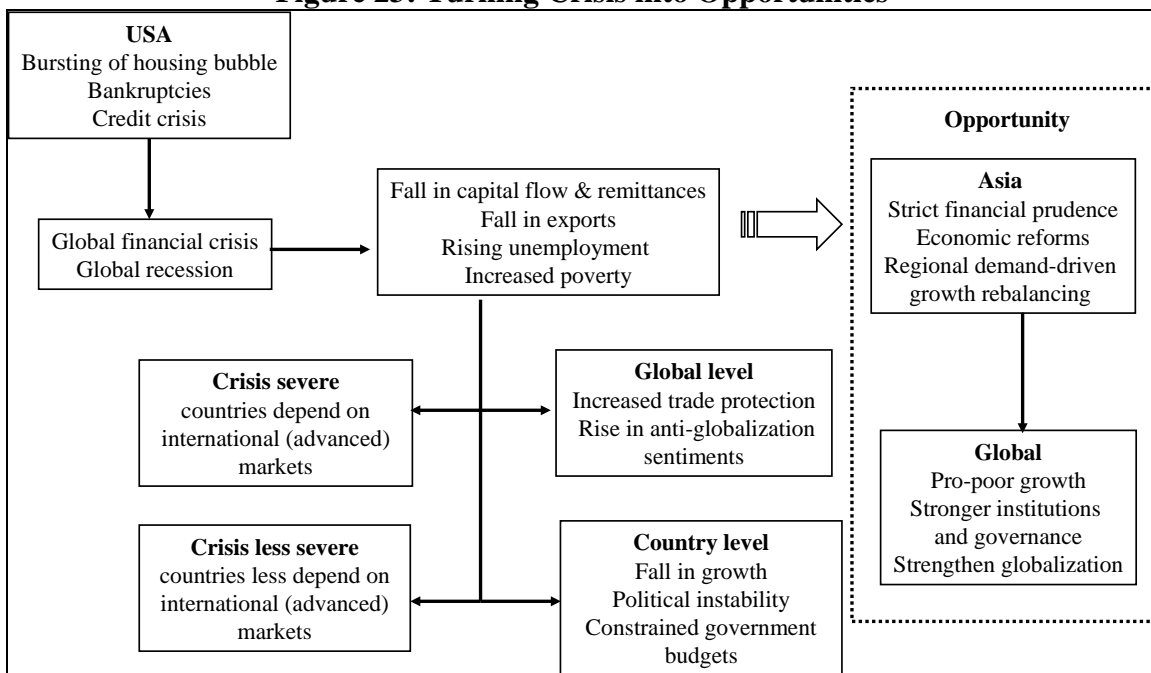 Figure 25: Turning Crisis into Opportunities
USA
Bursting of housing bubble
Bankruptcies
Credit crisis
Global financial crisis
Global recession
Fall in capital flow & remittances
Fall in exports
Rising unemployment
Increased poverty
Crisis severe
countries depend on
international (advanced)
markets
Global level
Increased trade protection
Rise in anti-globalization
sentiments
Crisis less severe
countries less depend on
international (advanced)
markets
Country level
Fall in growth
Political instability
Constrained government
budgets
Opportunity
Asia
Strict financial prudence
Economic reforms
Regional demand-driven
growth rebalancing
Global
Pro-poor growth
Stronger institutions
and governance
Strengthen globalization